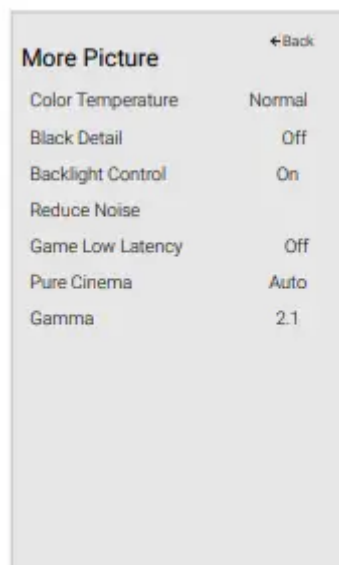 ←Back
More Picture
Color Temperature Normal
Black Detail Off
Backlight Control On
Reduce Noise
Game Low Latency Off
Pure Cinema Auto
Gamma 2.1